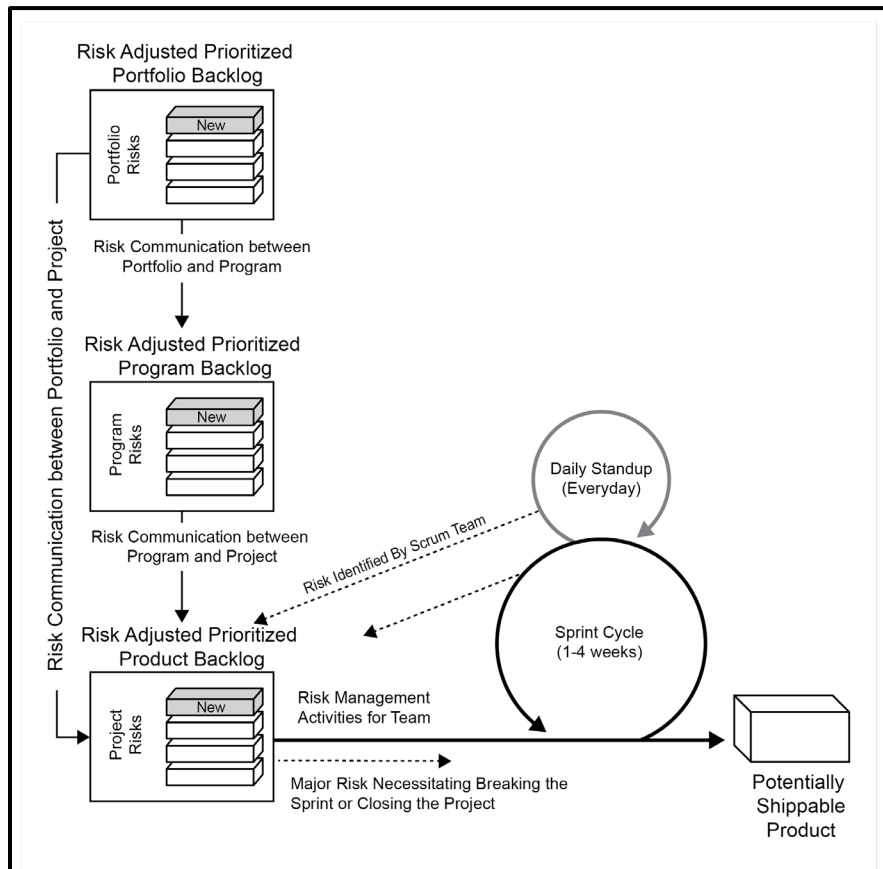 Risk Adjusted Prioritized
Portfolio Backlog
New
Portfolio
Risks
Risk Communication between
Portfolio and Program
Risk Communication between Portfolio and Project
Risk Adjusted Prioritized
Program Backlog
New
Program
Risks
Risk Communication between
Program and Project
Daily Standup
(Everyday)
Risk Identified By Scrum Team
Sprint Cycle
(1-4 weeks)
Risk Adjusted Prioritized
Product Backlog
New
Project
Risks
Risk Management
Activities for Team
Major Risk Necessitating Breaking the
Sprint or Closing the Project
Potentially
Shippable
Product